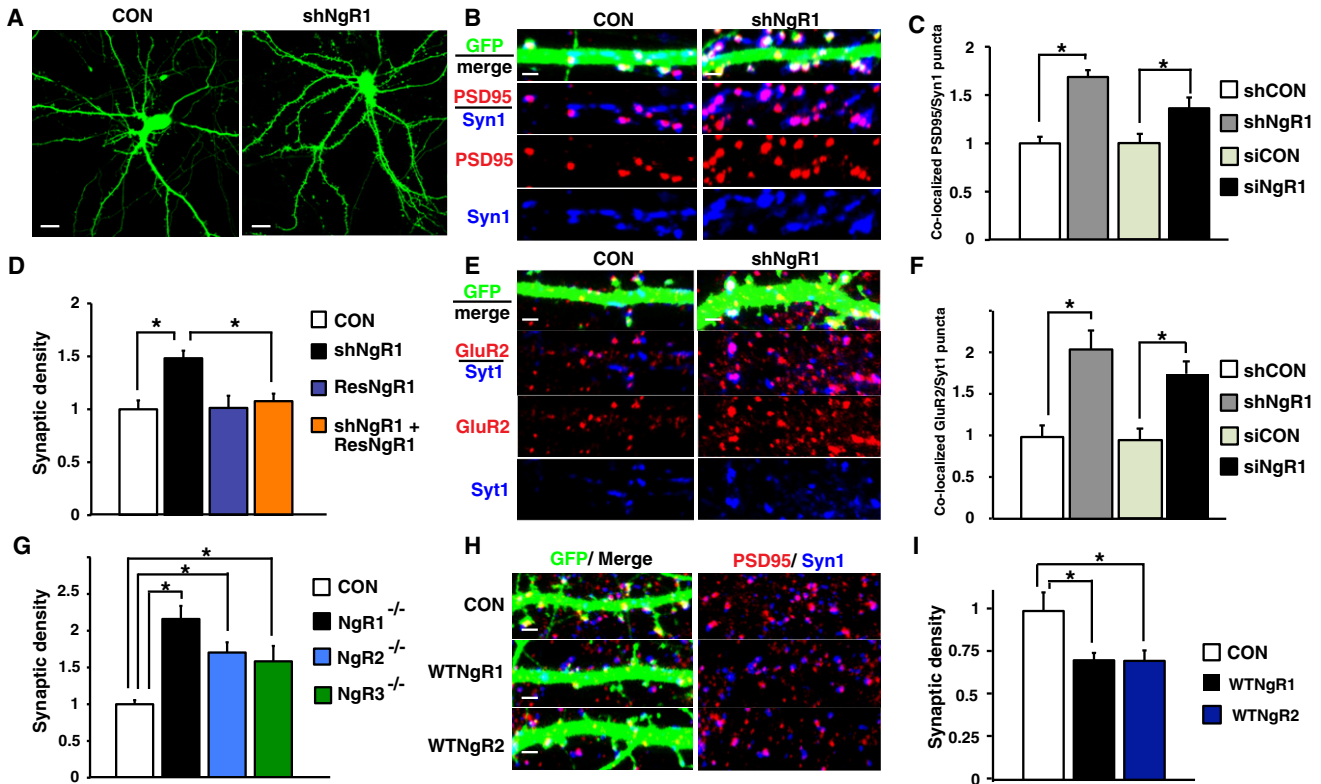 A
CON
shNgR1
B
CON
shNgR1
GFP
merge
PSD95
Syn1
PSD95
Syn1
C
Co-localized PSD95/Syn1 puncta
2
1.5
1
0.5
0
*
*
shCON
shNgR1
siCON
siNgR1
D
Synaptic density
2
1.5
1
0.5
0
*
*
CON
shNgR1
ResNgR1
shNgR1 +
ResNgR1
E
CON
shNgR1
GFP
merge
GluR2
Syt1
GluR2
Syt1
F
Co-localized GluR2/Syt1 puncta
2
1.5
1
0.5
0
*
*
shCON
shNgR1
siCON
siNgR1
G
Synaptic density
2.5
2
1.5
1
0.5
0
*
*
*
CON
NgR1 -/-
NgR2 -/-
NgR3 -/-
H
GFP/ Merge
PSD95/ Syn1
CON
WTNgR1
WTNgR2
I
Synaptic density
1
0.75
0.5
0.25
0
*
*
CON
WTNgR1
WTNgR2